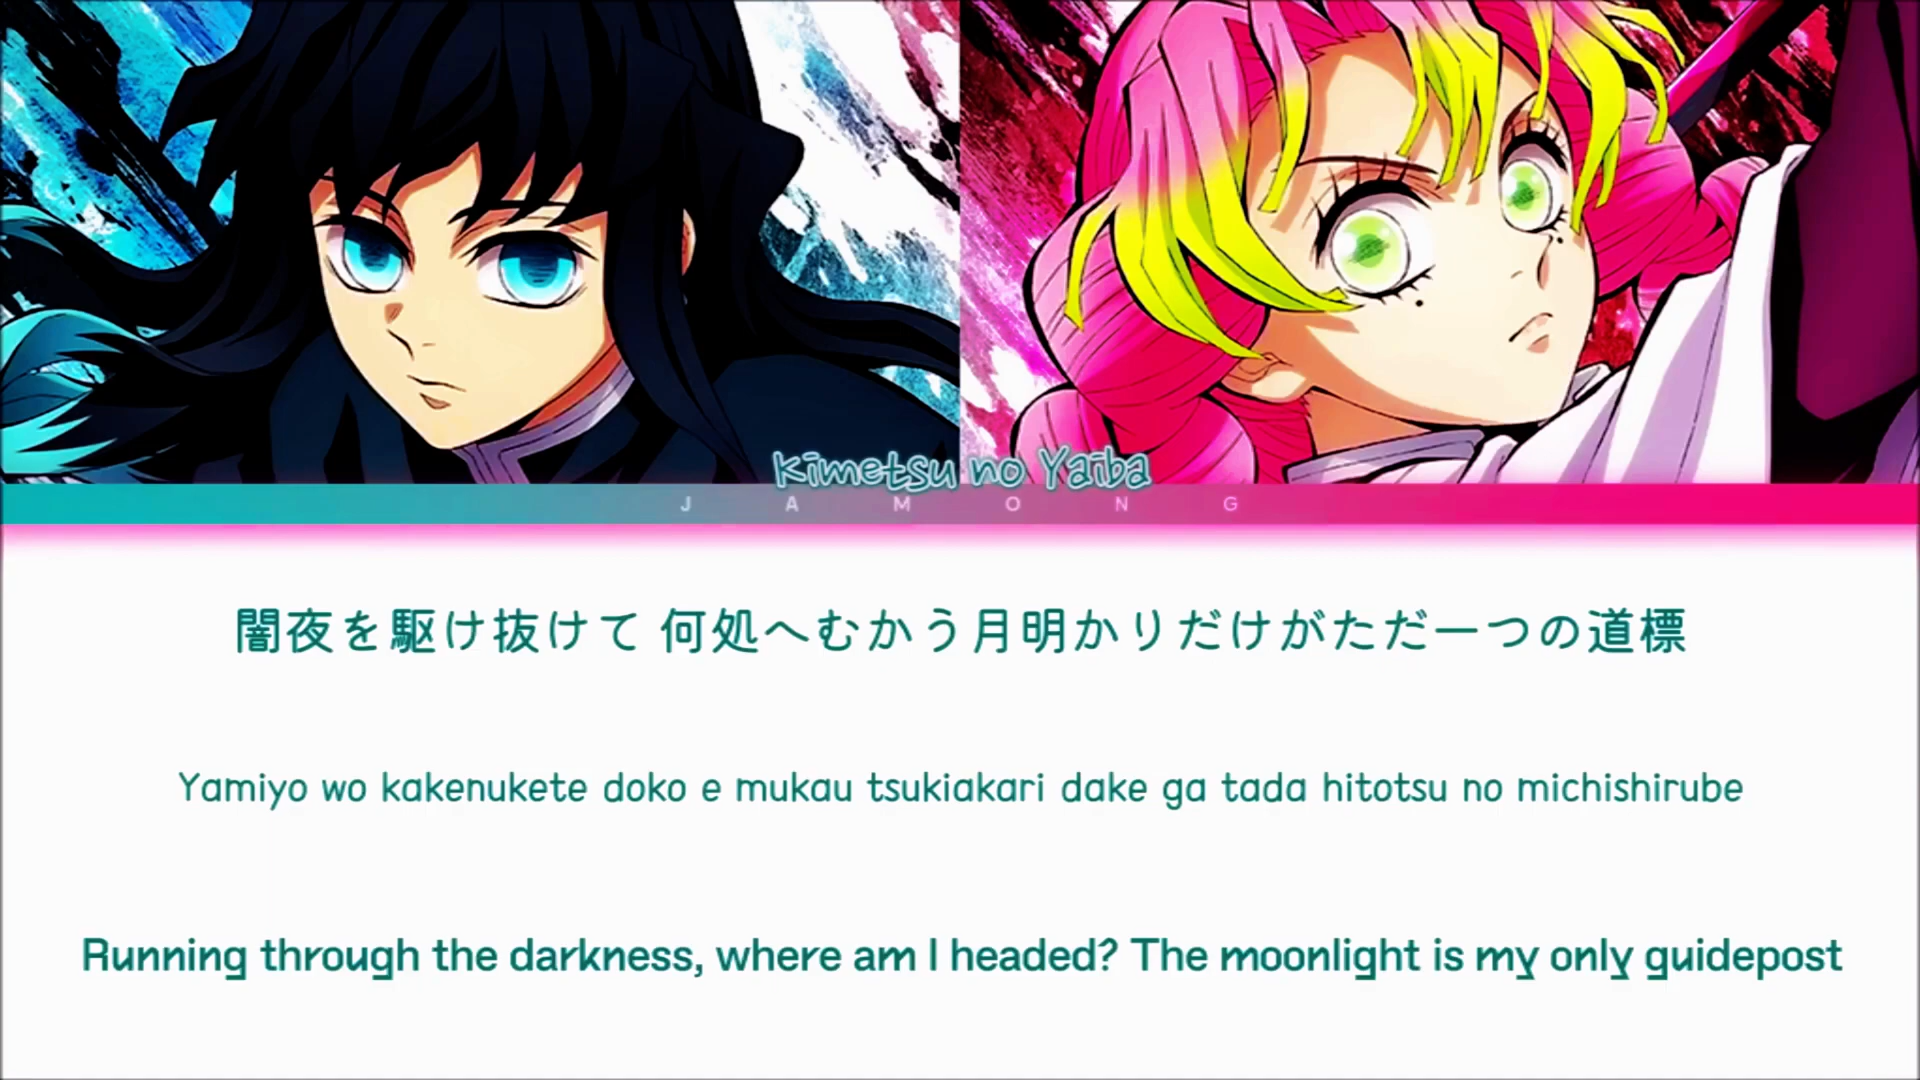 Kimetsu no Yaiba
JAMONG
闇夜を駆け抜けて 何処へむかう月明かりだけがただ一つの道標
Yamiyo wo kakenukete doko e mukau tsukiakari dake ga tada hitotsu no michishirube
Running through the darkness, where am I headed? The moonlight is my only guidepost